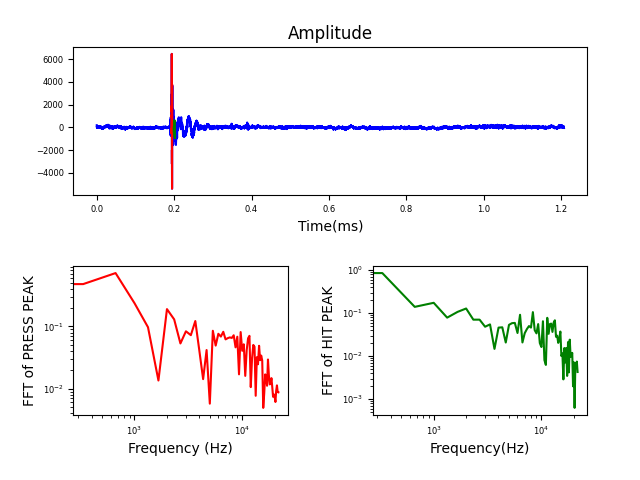 Amplitude
6000
4000
2000
0
−2000
−4000
0.0 0.2 0.4 0.6 0.8 1.0 1.2
Time(ms)
FFT of PRESS PEAK
10⁻¹
10⁻²
10³ 10⁴
Frequency (Hz)
FFT of HIT PEAK
10⁰
10⁻¹
10⁻²
10⁻³
10³ 10⁴
Frequency(Hz)